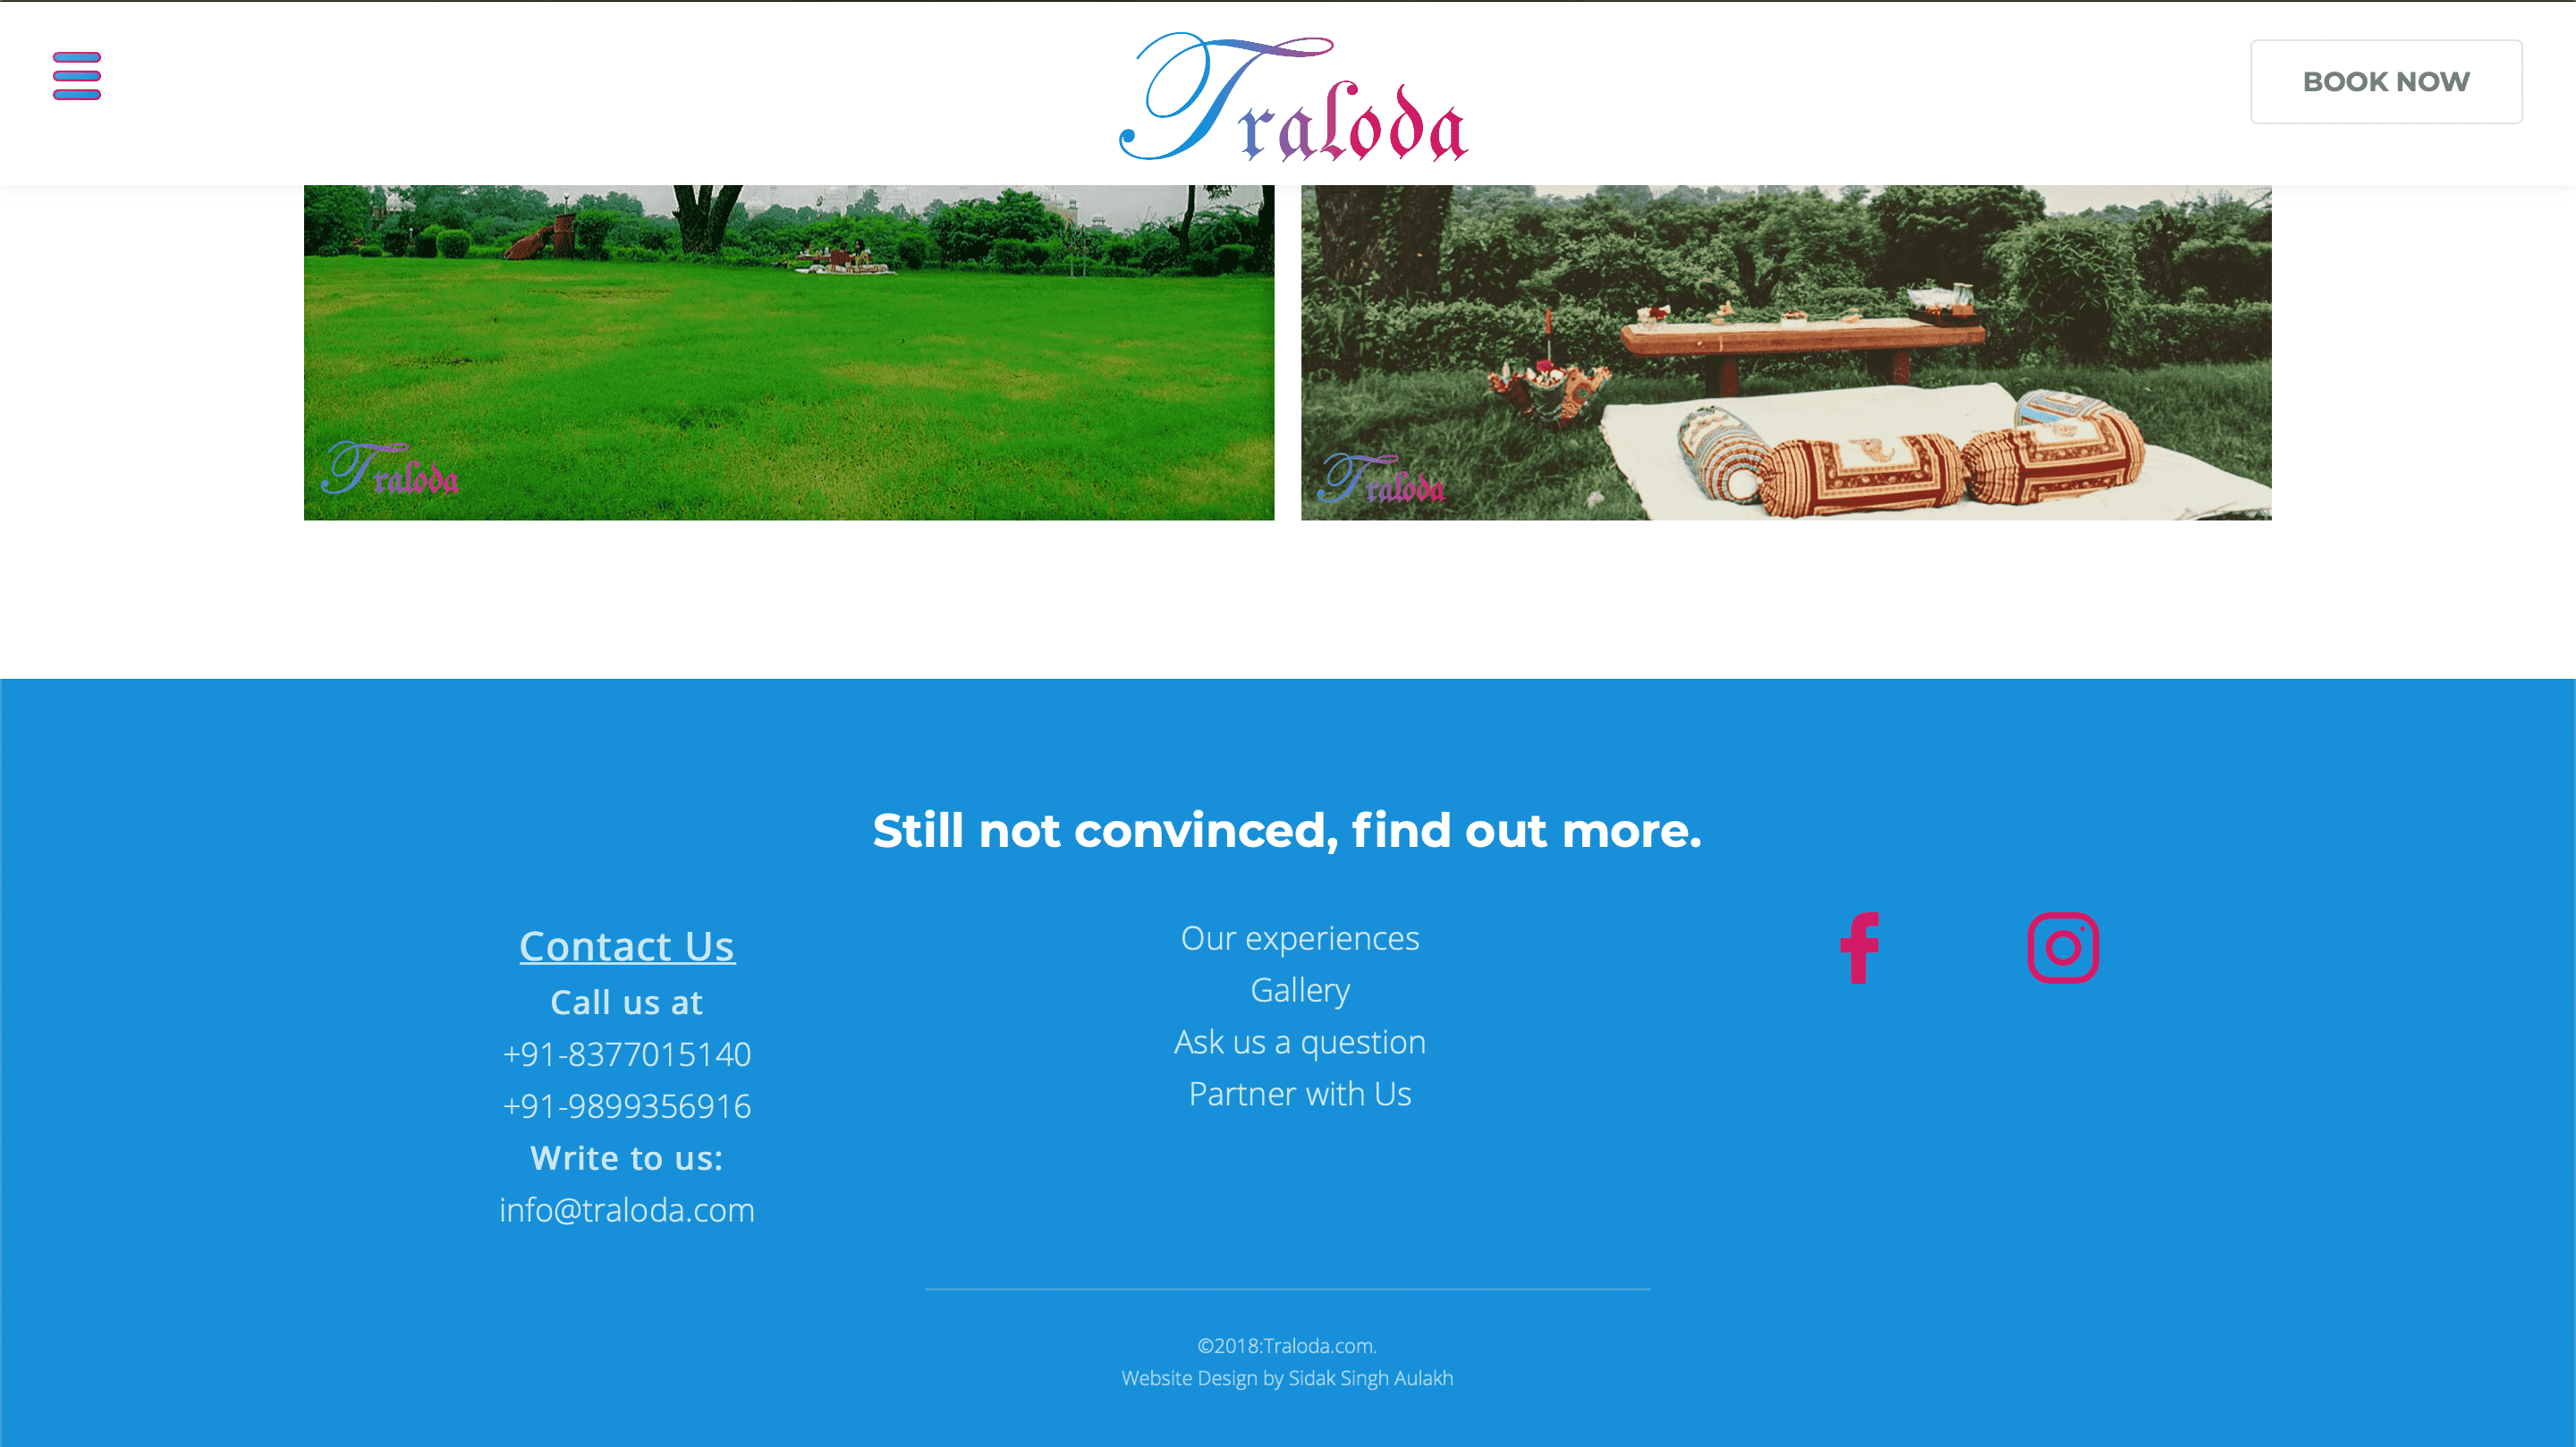 Traloda
BOOK NOW
Traloda
Traloda
Still not convinced, find out more.
Contact Us
Call us at
+91-8377015140
+91-9899356916
Write to us:
info@traloda.com
Our experiences
Gallery
Ask us a question
Partner with Us
©2018:Traloda.com.
Website Design by Sidak Singh Aulakh